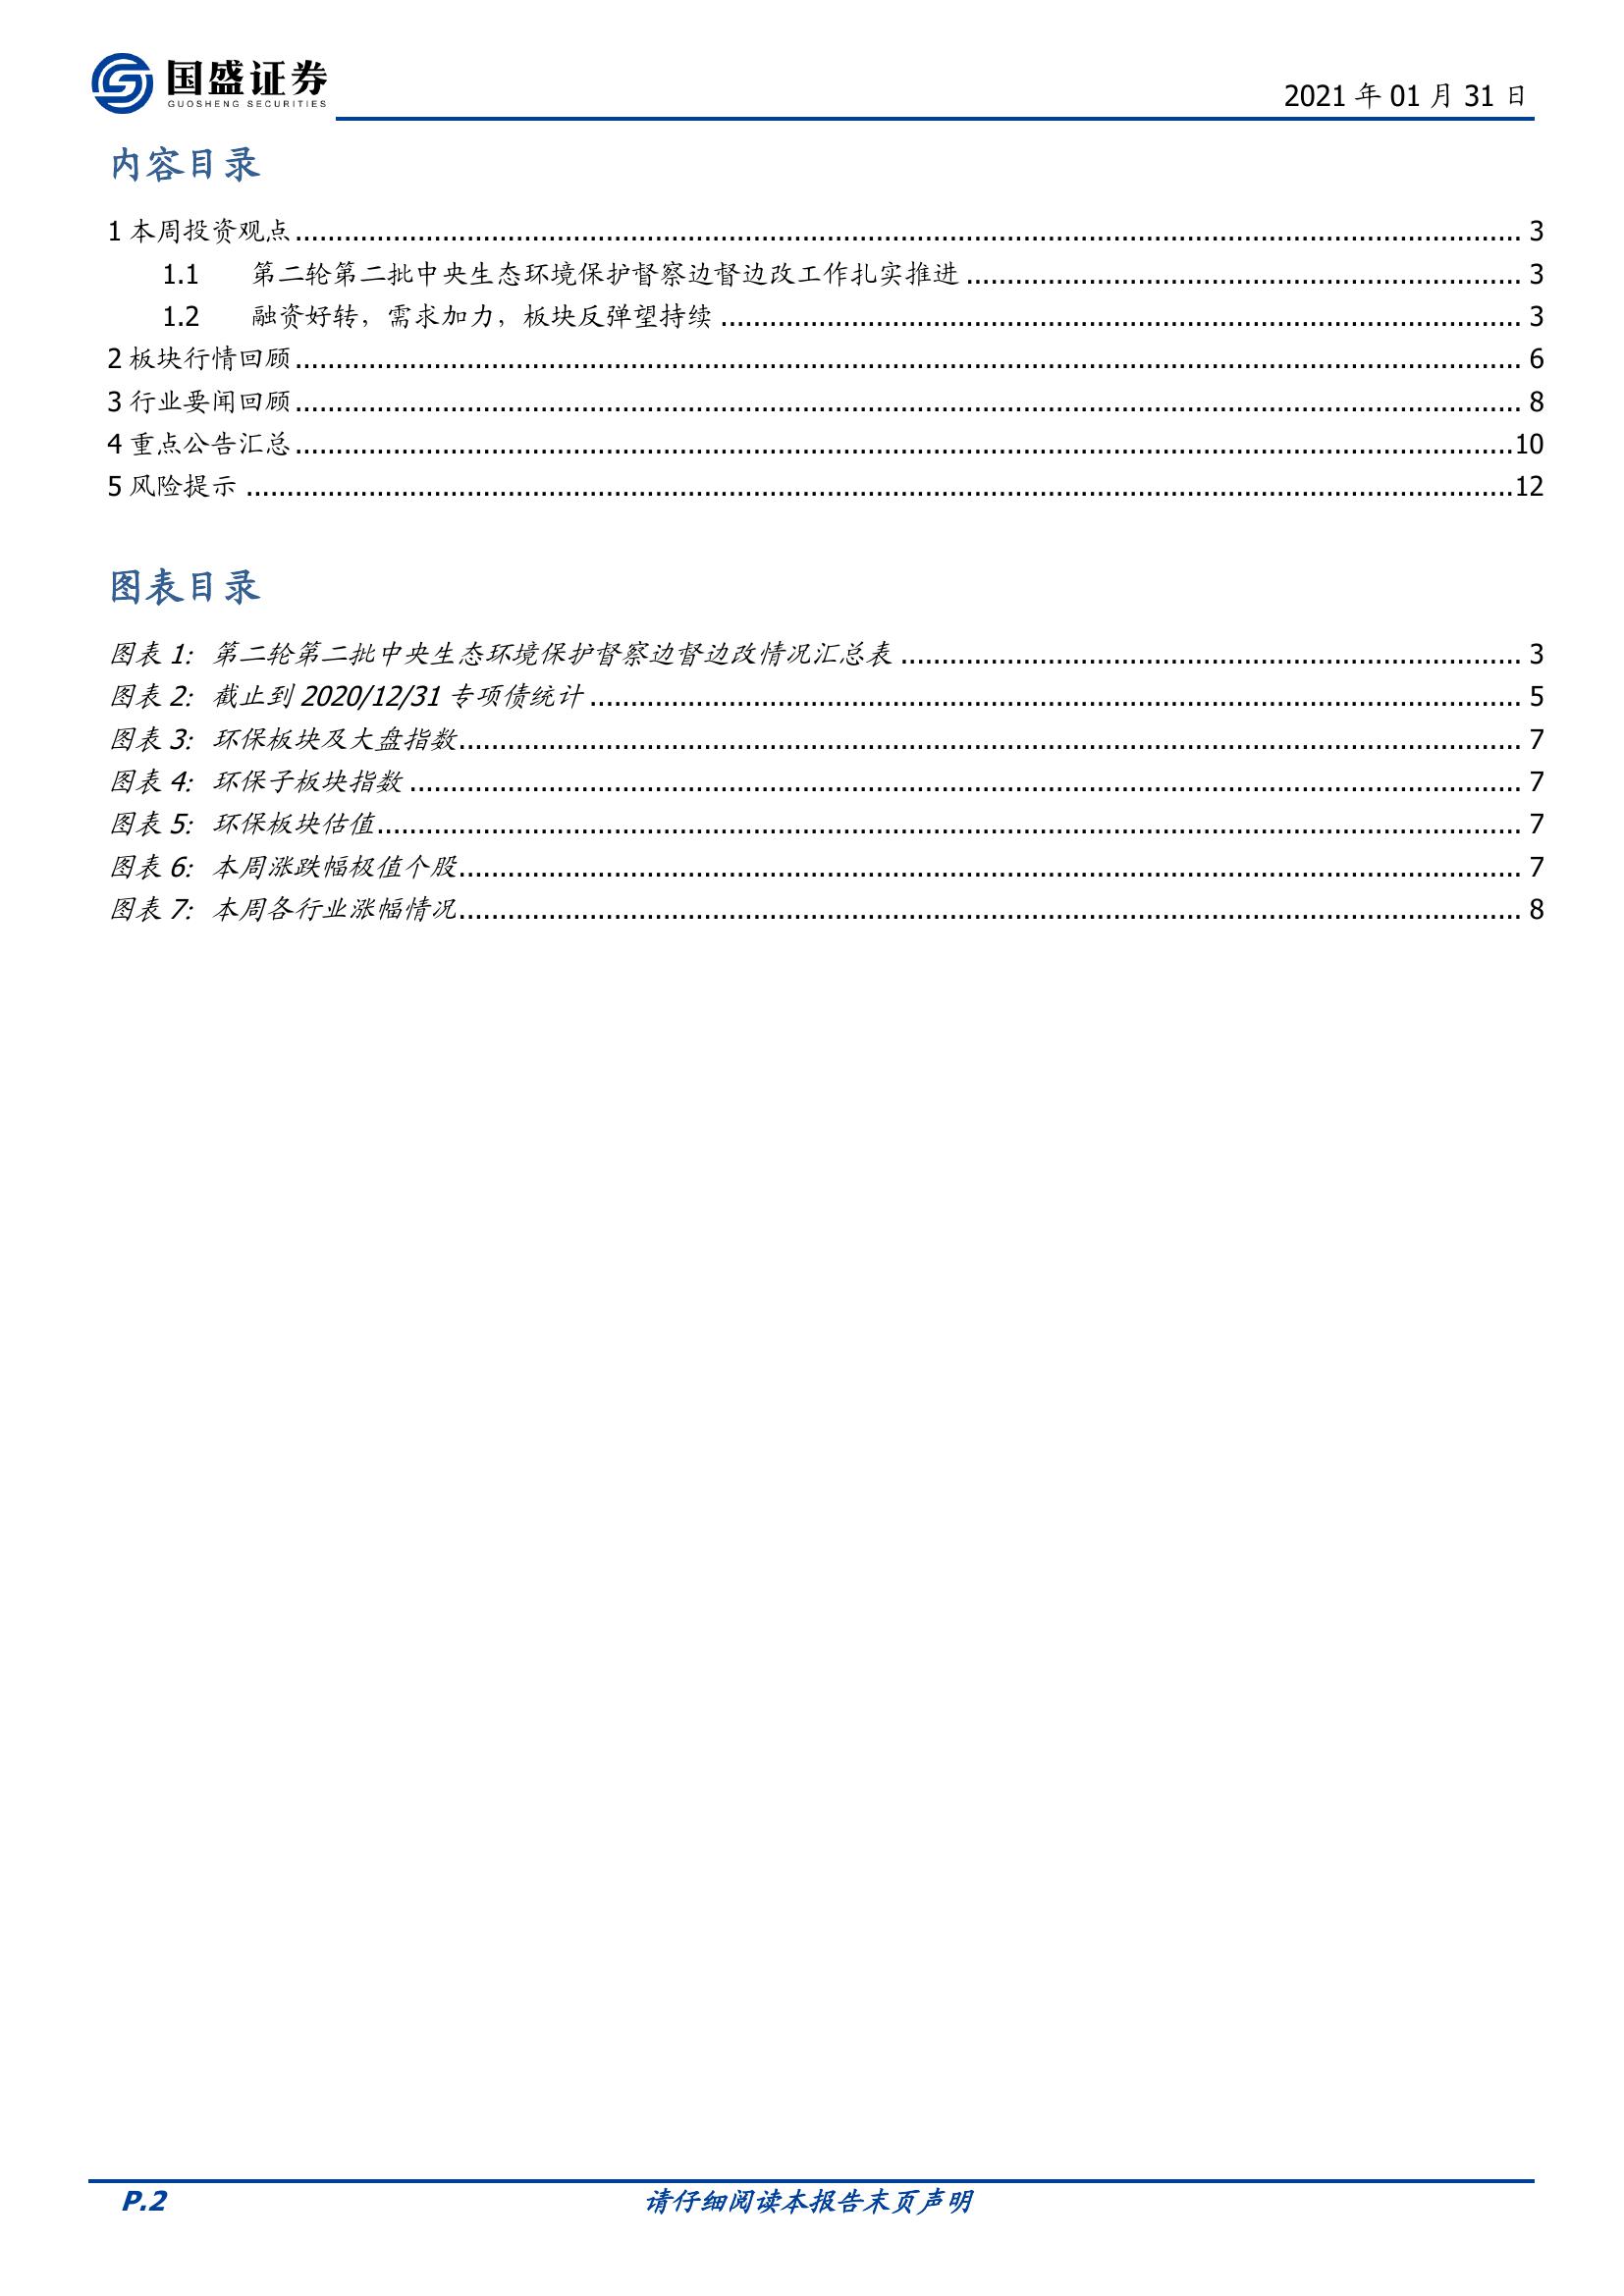 国盛证券
GUOSHENG SECURITIES
2021 年 01 月 31 日
内容目录
1 本周投资观点 3
1.1 第二轮第二批中央生态环境保护督察边督边改工作扎实推进 3
1.2 融资好转，需求加力，板块反弹望持续 3
2 板块行情回顾 6
3 行业要闻回顾 8
4 重点公告汇总 10
5 风险提示 12
图表目录
图表 1: 第二轮第二批中央生态环境保护督察边督边改情况汇总表 3
图表 2: 截止到 2020/12/31 专项债统计 5
图表 3: 环保板块及大盘指数 7
图表 4: 环保子板块指数 7
图表 5: 环保板块估值 7
图表 6: 本周涨跌幅极值个股 7
图表 7: 本周各行业涨幅情况 8
P.2 请仔细阅读本报告末页声明